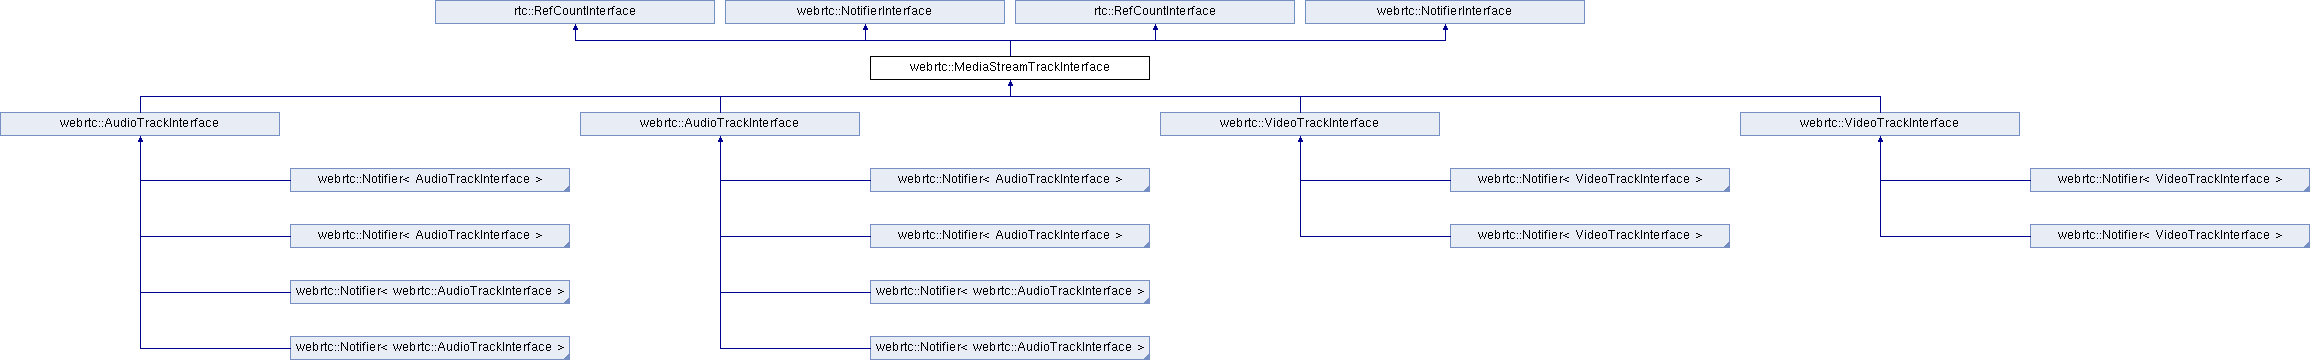 rtc::RefCountInterface
webrtc::NotifierInterface
rtc::RefCountInterface
webrtc::NotifierInterface
webrtc::MediaStreamTrackInterface
webrtc::AudioTrackInterface
webrtc::AudioTrackInterface
webrtc::VideoTrackInterface
webrtc::VideoTrackInterface
webrtc::Notifier< AudioTrackInterface >
webrtc::Notifier< AudioTrackInterface >
webrtc::Notifier< VideoTrackInterface >
webrtc::Notifier< VideoTrackInterface >
webrtc::Notifier< AudioTrackInterface >
webrtc::Notifier< AudioTrackInterface >
webrtc::Notifier< VideoTrackInterface >
webrtc::Notifier< VideoTrackInterface >
webrtc::Notifier< webrtc::AudioTrackInterface >
webrtc::Notifier< webrtc::AudioTrackInterface >
webrtc::Notifier< webrtc::AudioTrackInterface >
webrtc::Notifier< webrtc::AudioTrackInterface >